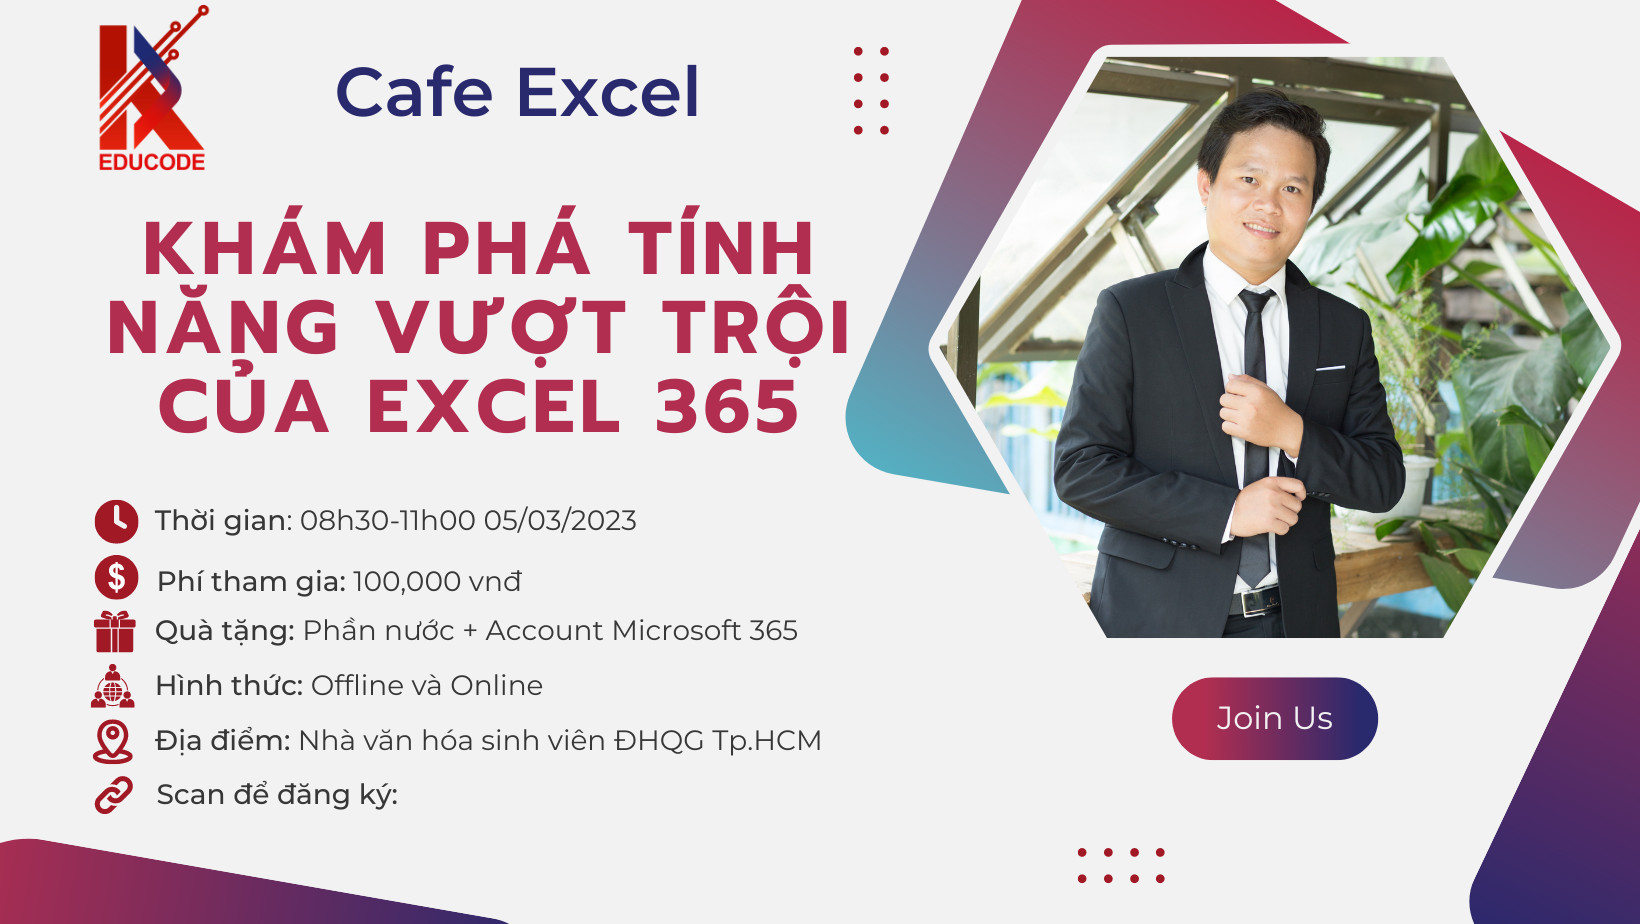 EDUCODE
Cafe Excel
KHÁM PHÁ TÍNH
NĂNG VƯỢT TRỘI
CỦA EXCEL 365
Thời gian: 08h30-11h00 05/03/2023
Phí tham gia: 100,000 vnđ
Quà tặng: Phần nước + Account Microsoft 365
Hình thức: Offline và Online
Địa điểm: Nhà văn hóa sinh viên ĐHQG Tp.HCM
Scan để đăng ký:
Join Us